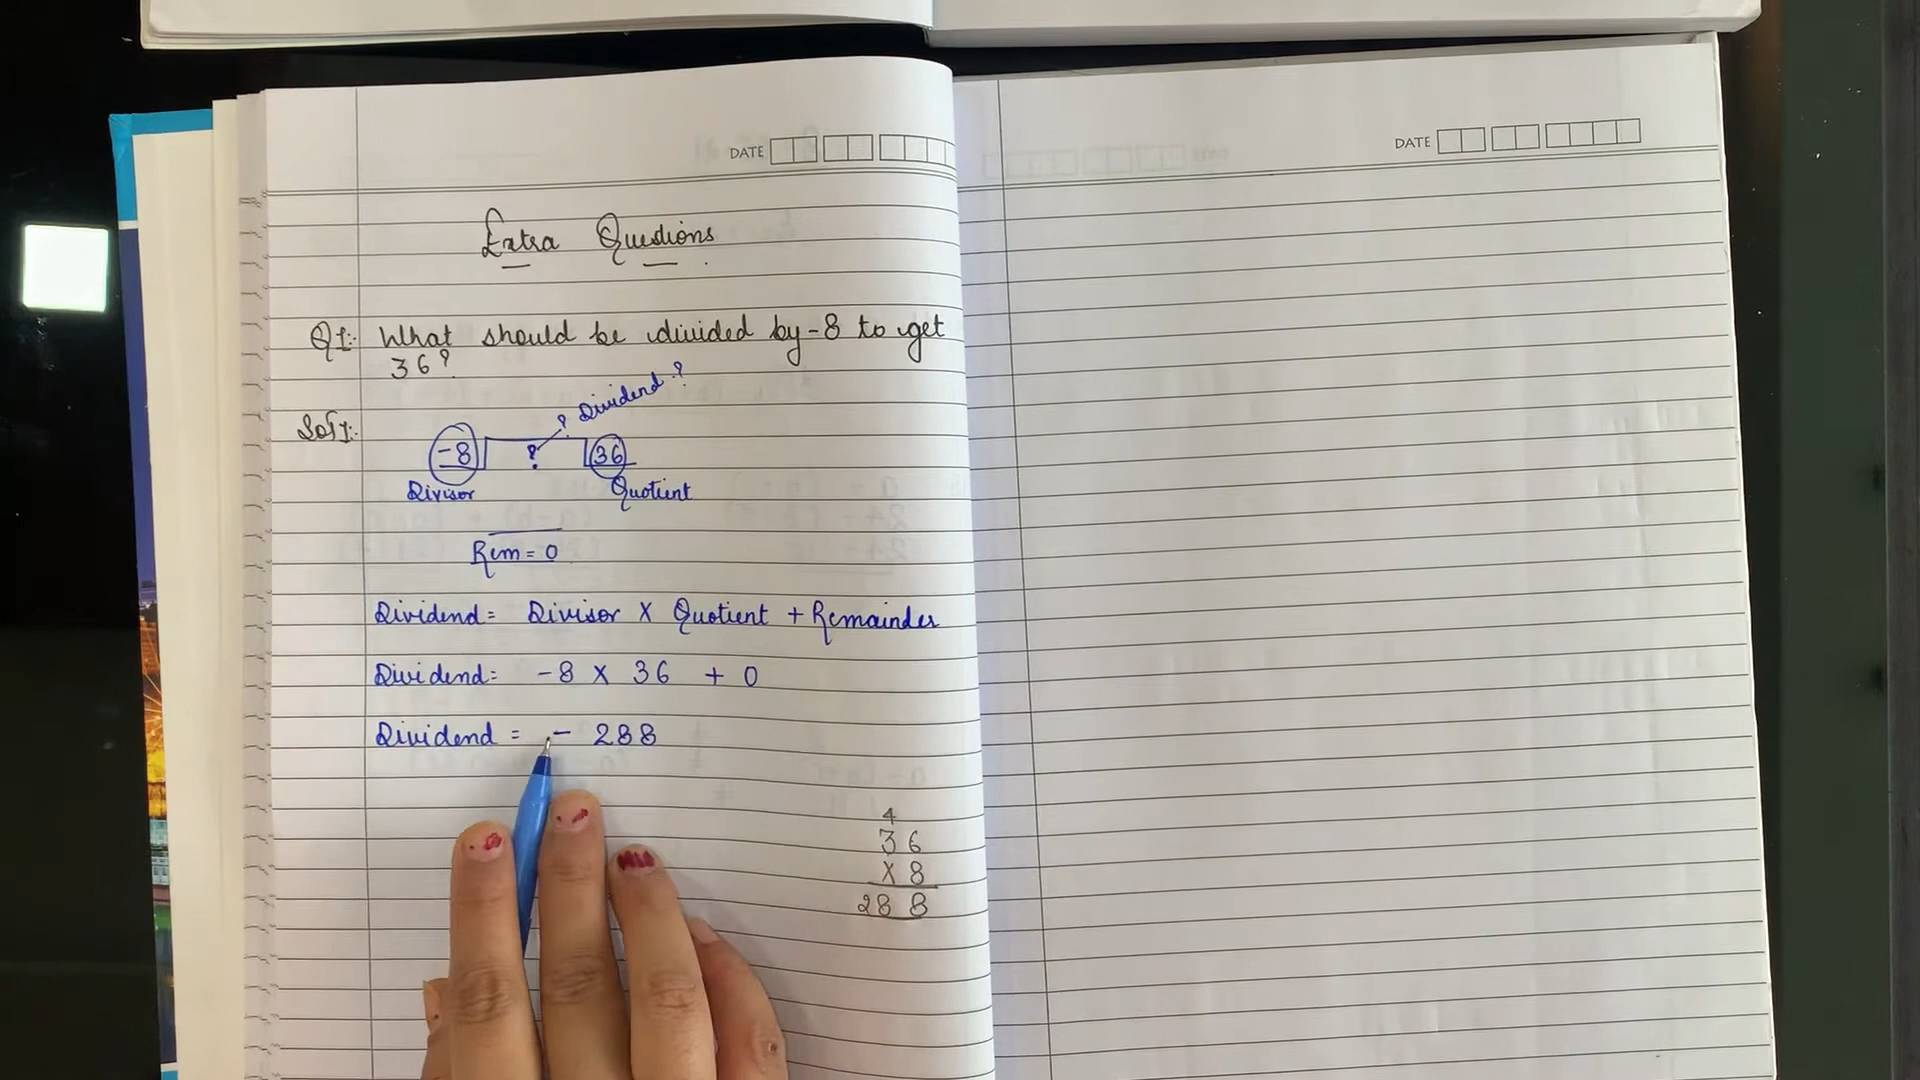 DATE
DATE
Extra Questions
Q1:- What should be divided by -8 to get
36?
? Dividend?
Sol1:-
-8 ? 36
Divisor Quotient
Rem = 0
Dividend = Divisor X Quotient + Remainder
Dividend = -8 X 36 + 0
Dividend = - 288
4
36
X 8
288